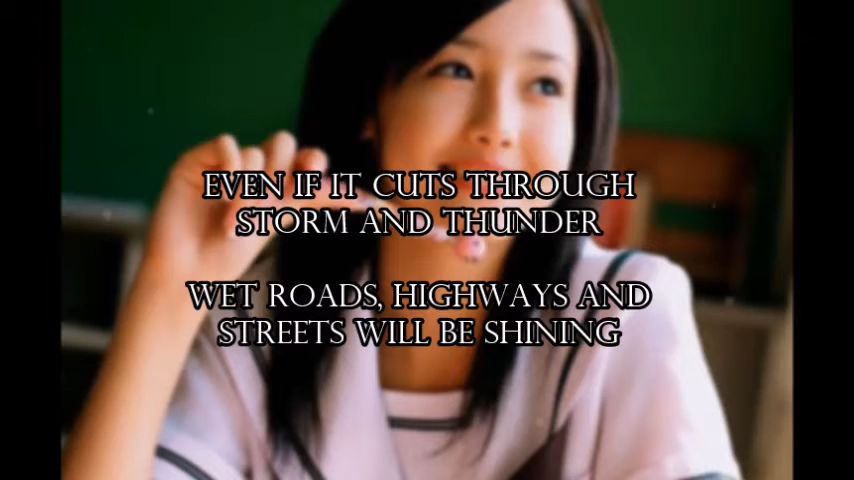 EVEN IF IT CUTS THROUGH
STORM AND THUNDER
WET ROADS, HIGHWAYS AND
STREETS WILL BE SHINING